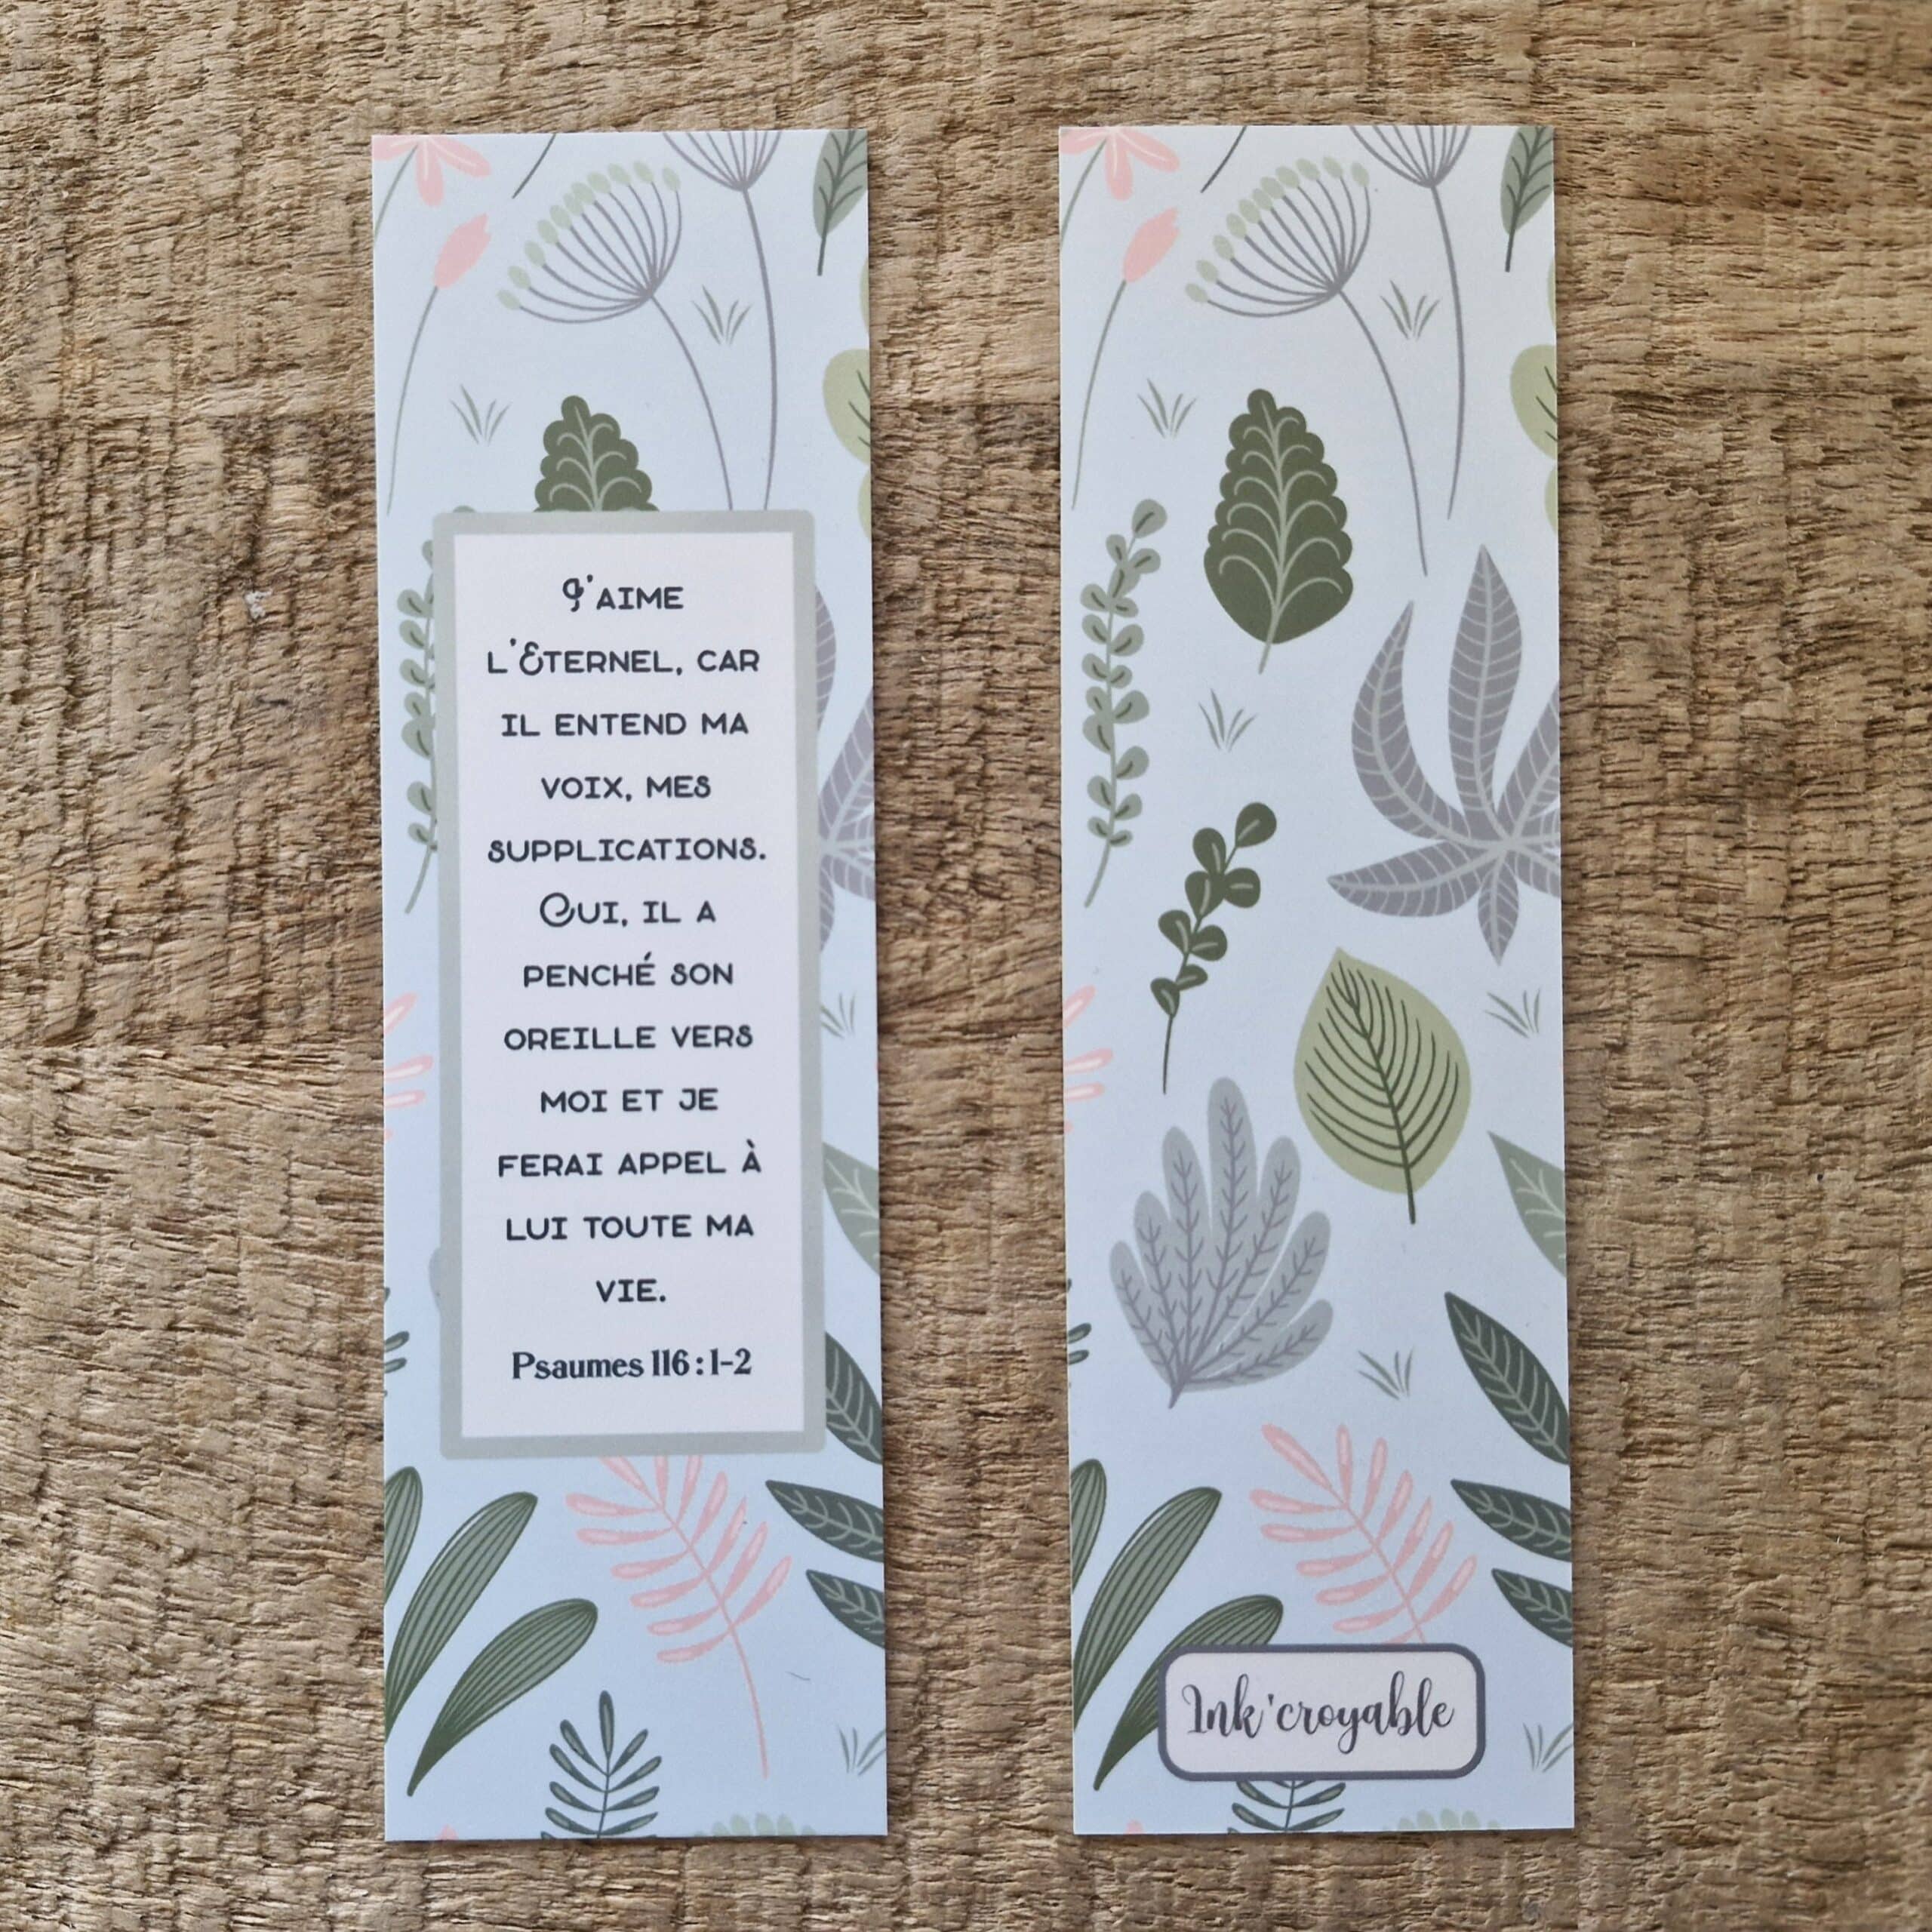 J'aime
l'Eternel, car
il entend ma
voix, mes
supplications.
Oui, il a
penché son
oreille vers
moi et je
ferai appel à
lui toute ma
vie.
Psaumes 116 : 1-2
Ink'croyable